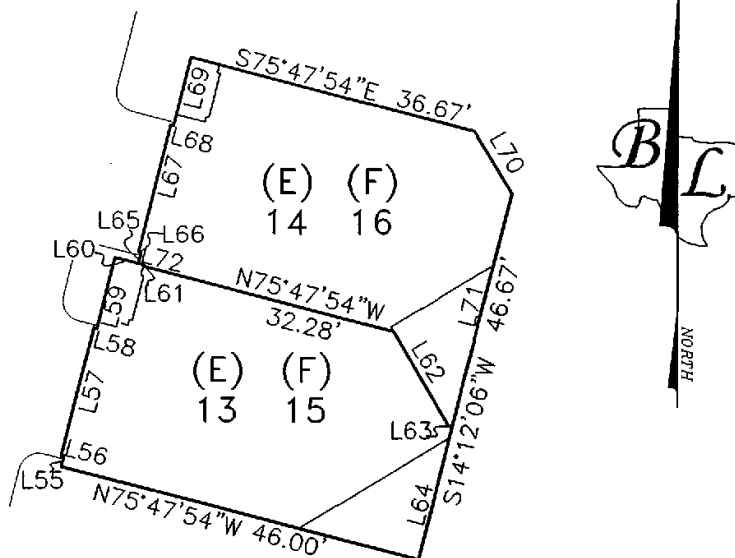 S75°47'54"E 36.67'
L69
L70
L68
L67
(E) (F)
14 16
B L
L65
L66
L60
L72
L61
N75°47'54"W
32.28'
L71
46.67'
L59
L58
L62
NORTH
(E) (F)
13 15
L57
L63
S14°12'06"W
L56
L55
L64
N75°47'54"W 46.00'